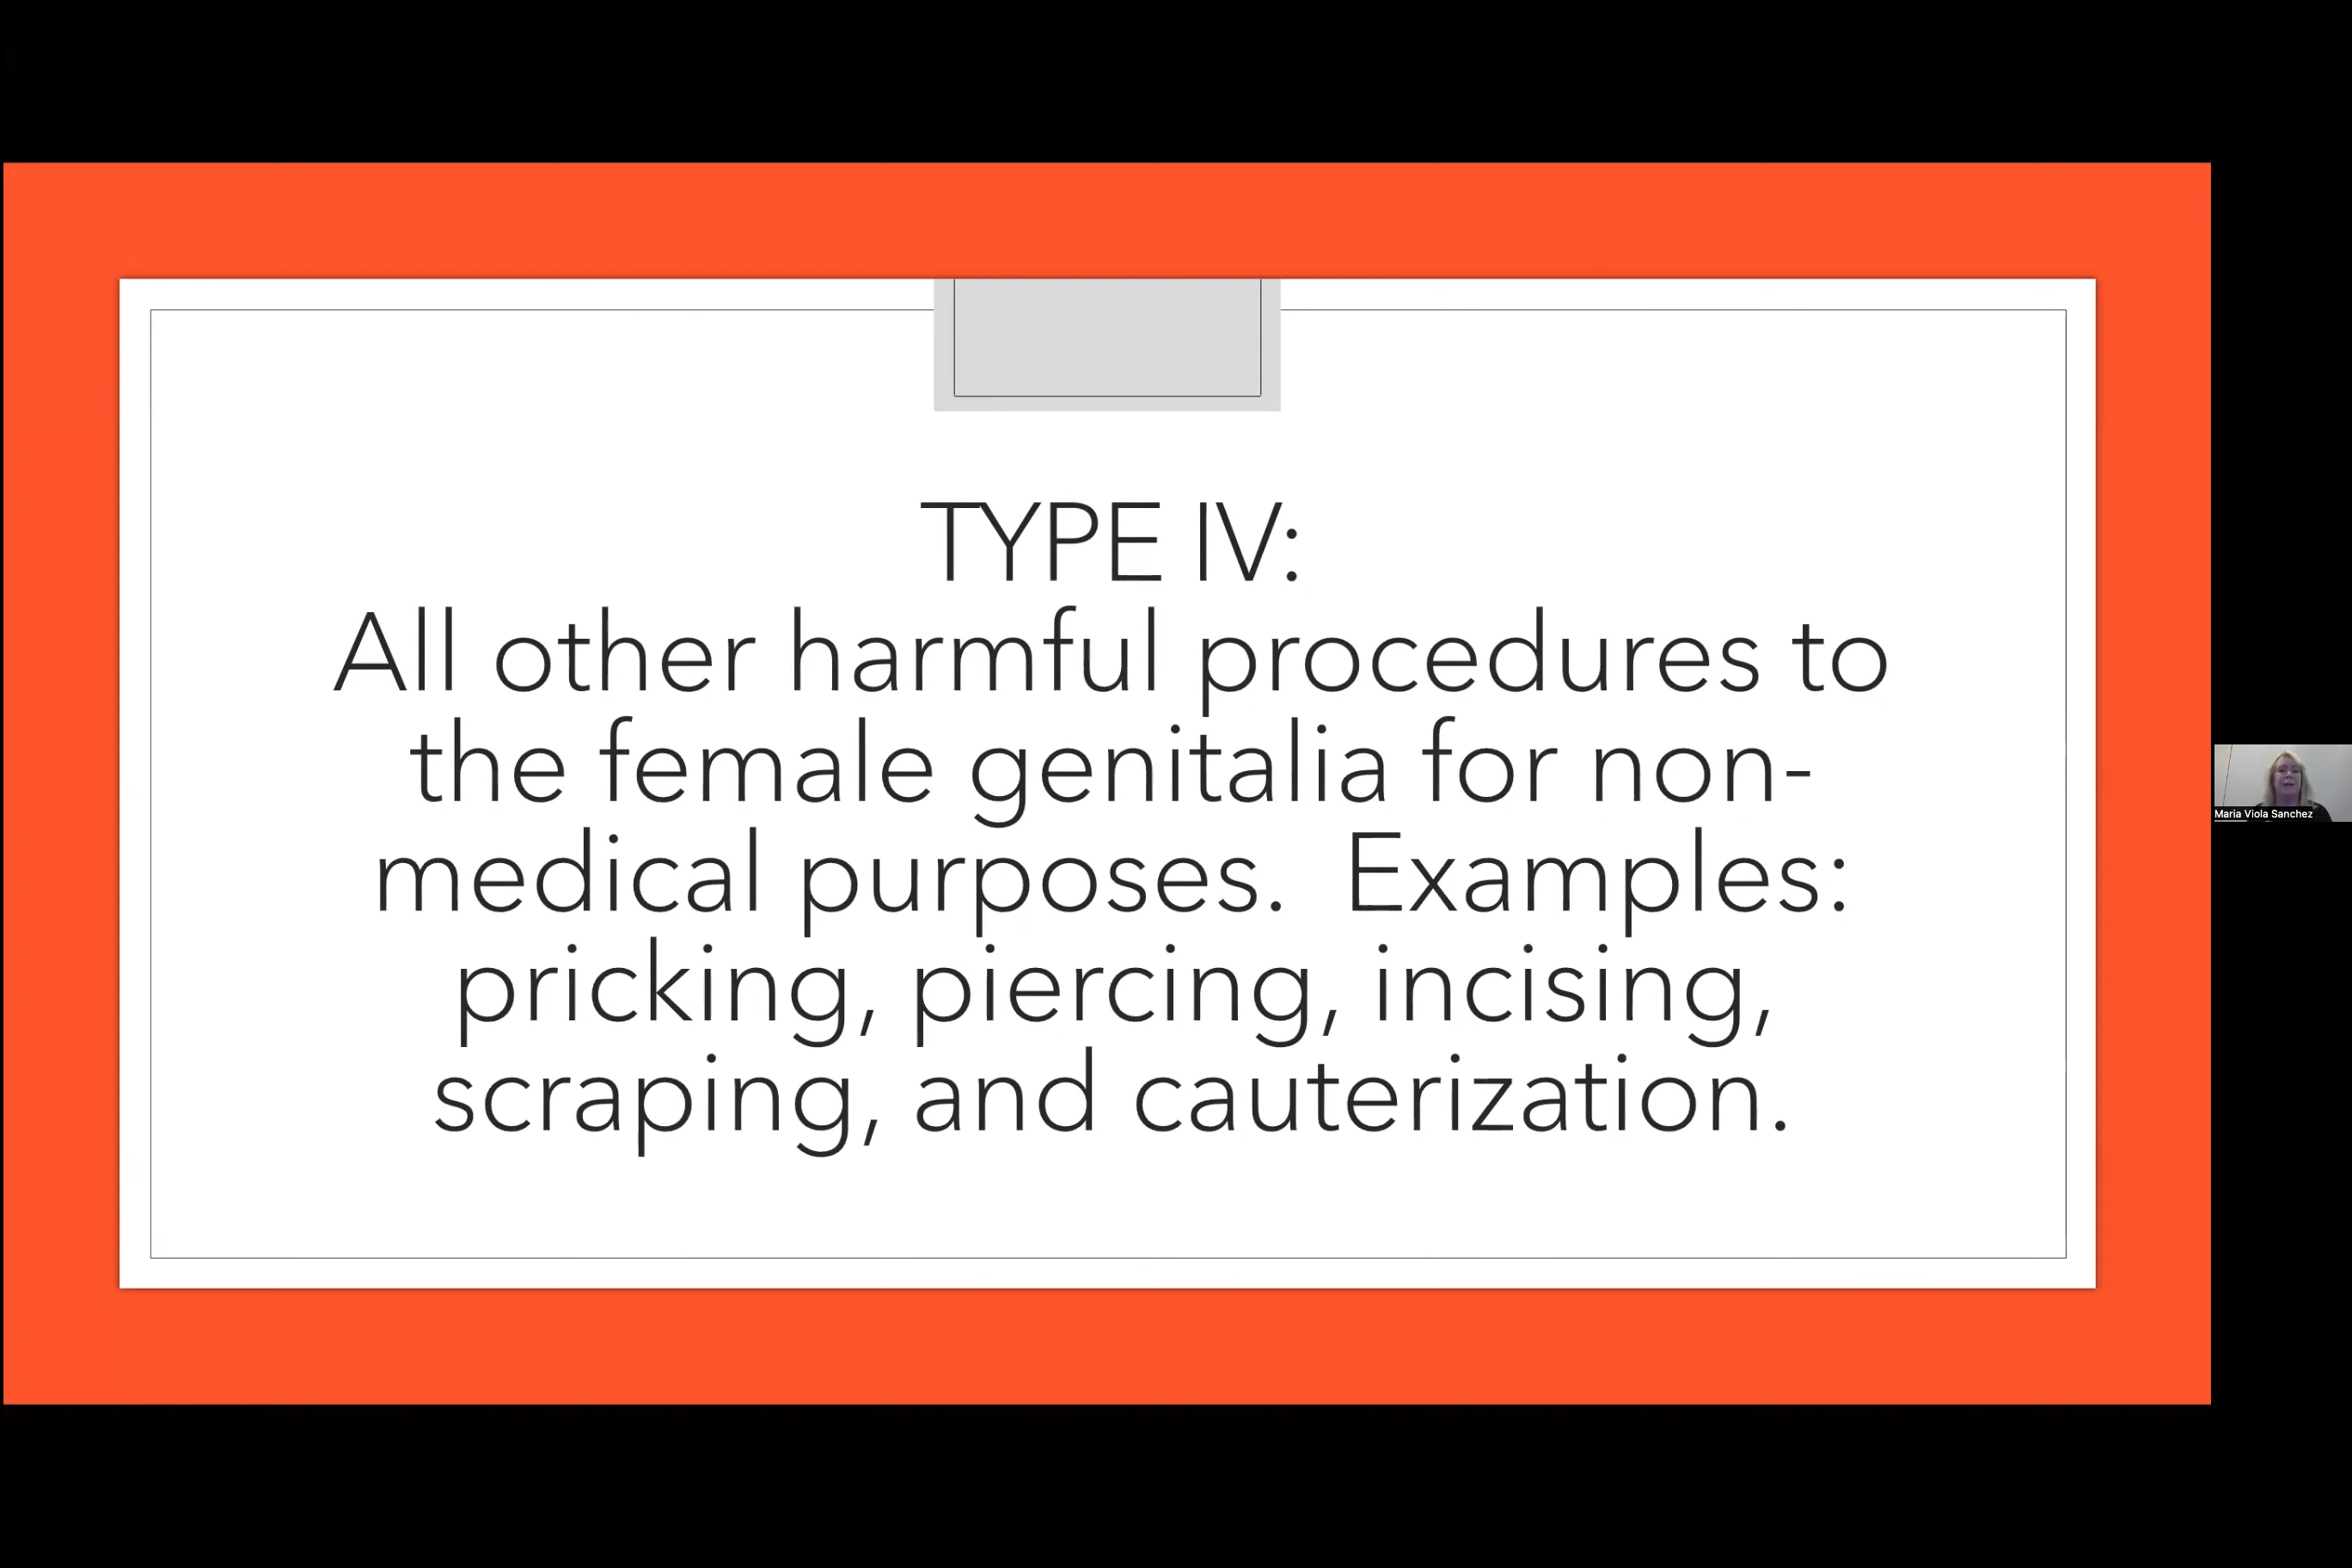 TYPE IV:
All other harmful procedures to
the female genitalia for non-
medical purposes.  Examples:
pricking, piercing, incising,
scraping, and cauterization.
Maria Viola Sanchez